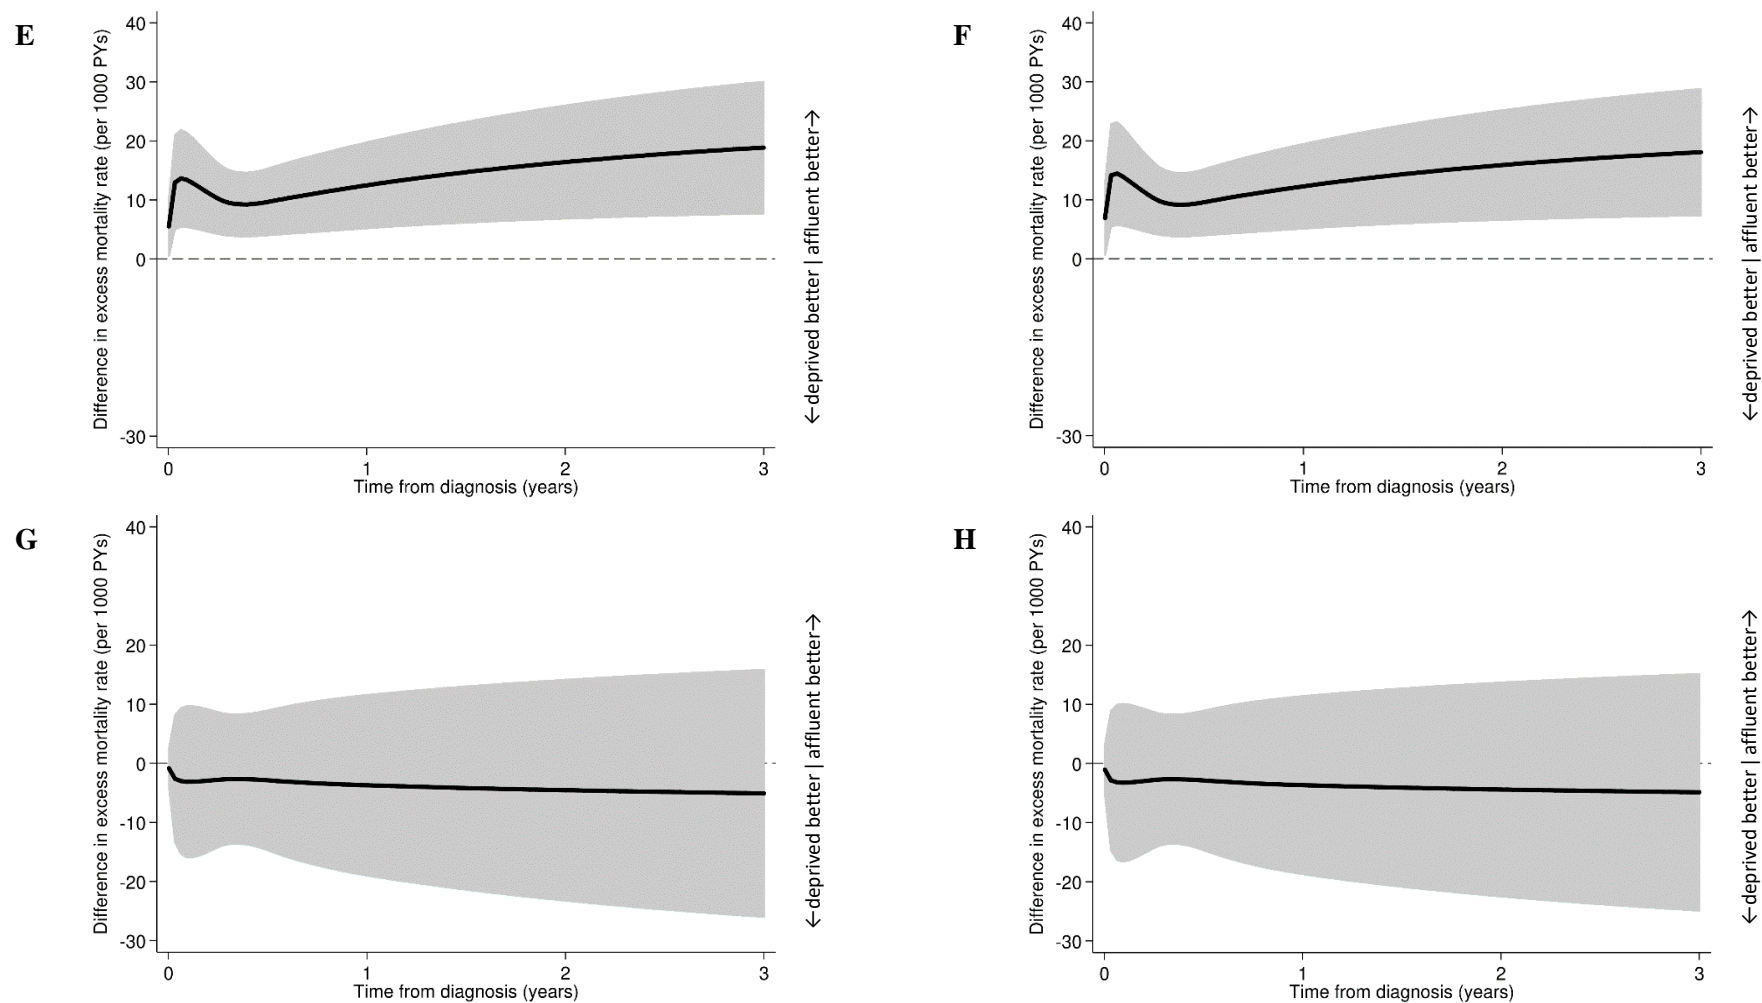 E
Difference in excess mortality rate (per 1000 PYs)
40
30
20
10
0
-30
0 1 2 3
Time from diagnosis (years)
←deprived better | affluent better→
F
Difference in excess mortality rate (per 1000 PYs)
40
30
20
10
0
-30
0 1 2 3
Time from diagnosis (years)
←deprived better | affluent better→
G
Difference in excess mortality rate (per 1000 PYs)
40
20
10
0
-10
-20
-30
0 1 2 3
Time from diagnosis (years)
←deprived better | affluent better→
H
Difference in excess mortality rate (per 1000 PYs)
40
20
10
0
-10
-20
-30
0 1 2 3
Time from diagnosis (years)
←deprived better | affluent better→